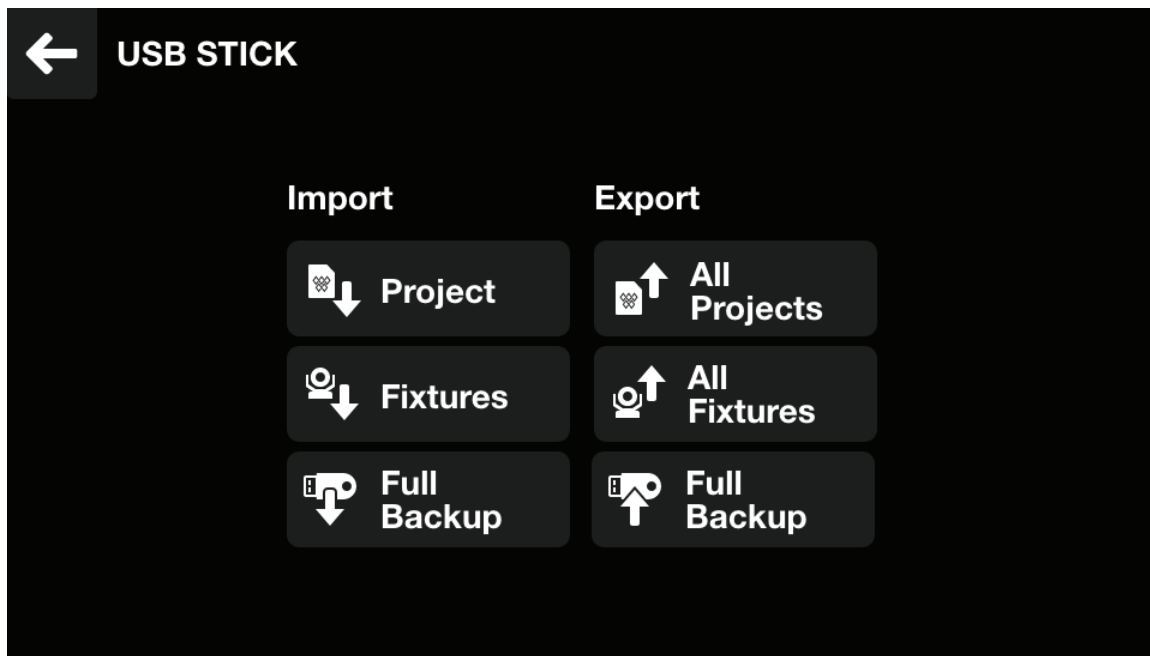 USB STICK
Import
Export
Project
All
Projects
Fixtures
All
Fixtures
Full
Backup
Full
Backup